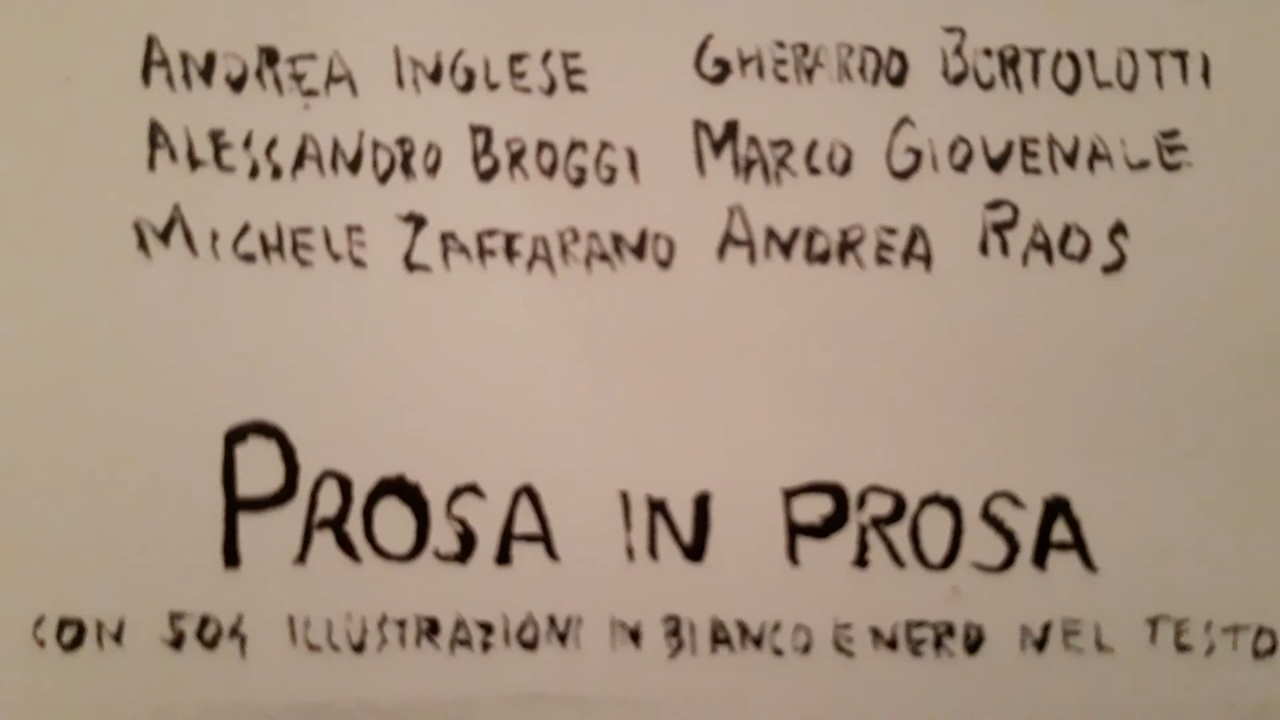 ANDREA INGLESE GHERARDO BORTOLOTTI
ALESSANDRO BROGGI MARCO GIOVENALE
MICHELE ZAFFARANO ANDREA RAOS
PROSA IN PROSA
CON 504 ILLUSTRAZIONI IN BIANCO E NERO NEL TESTO